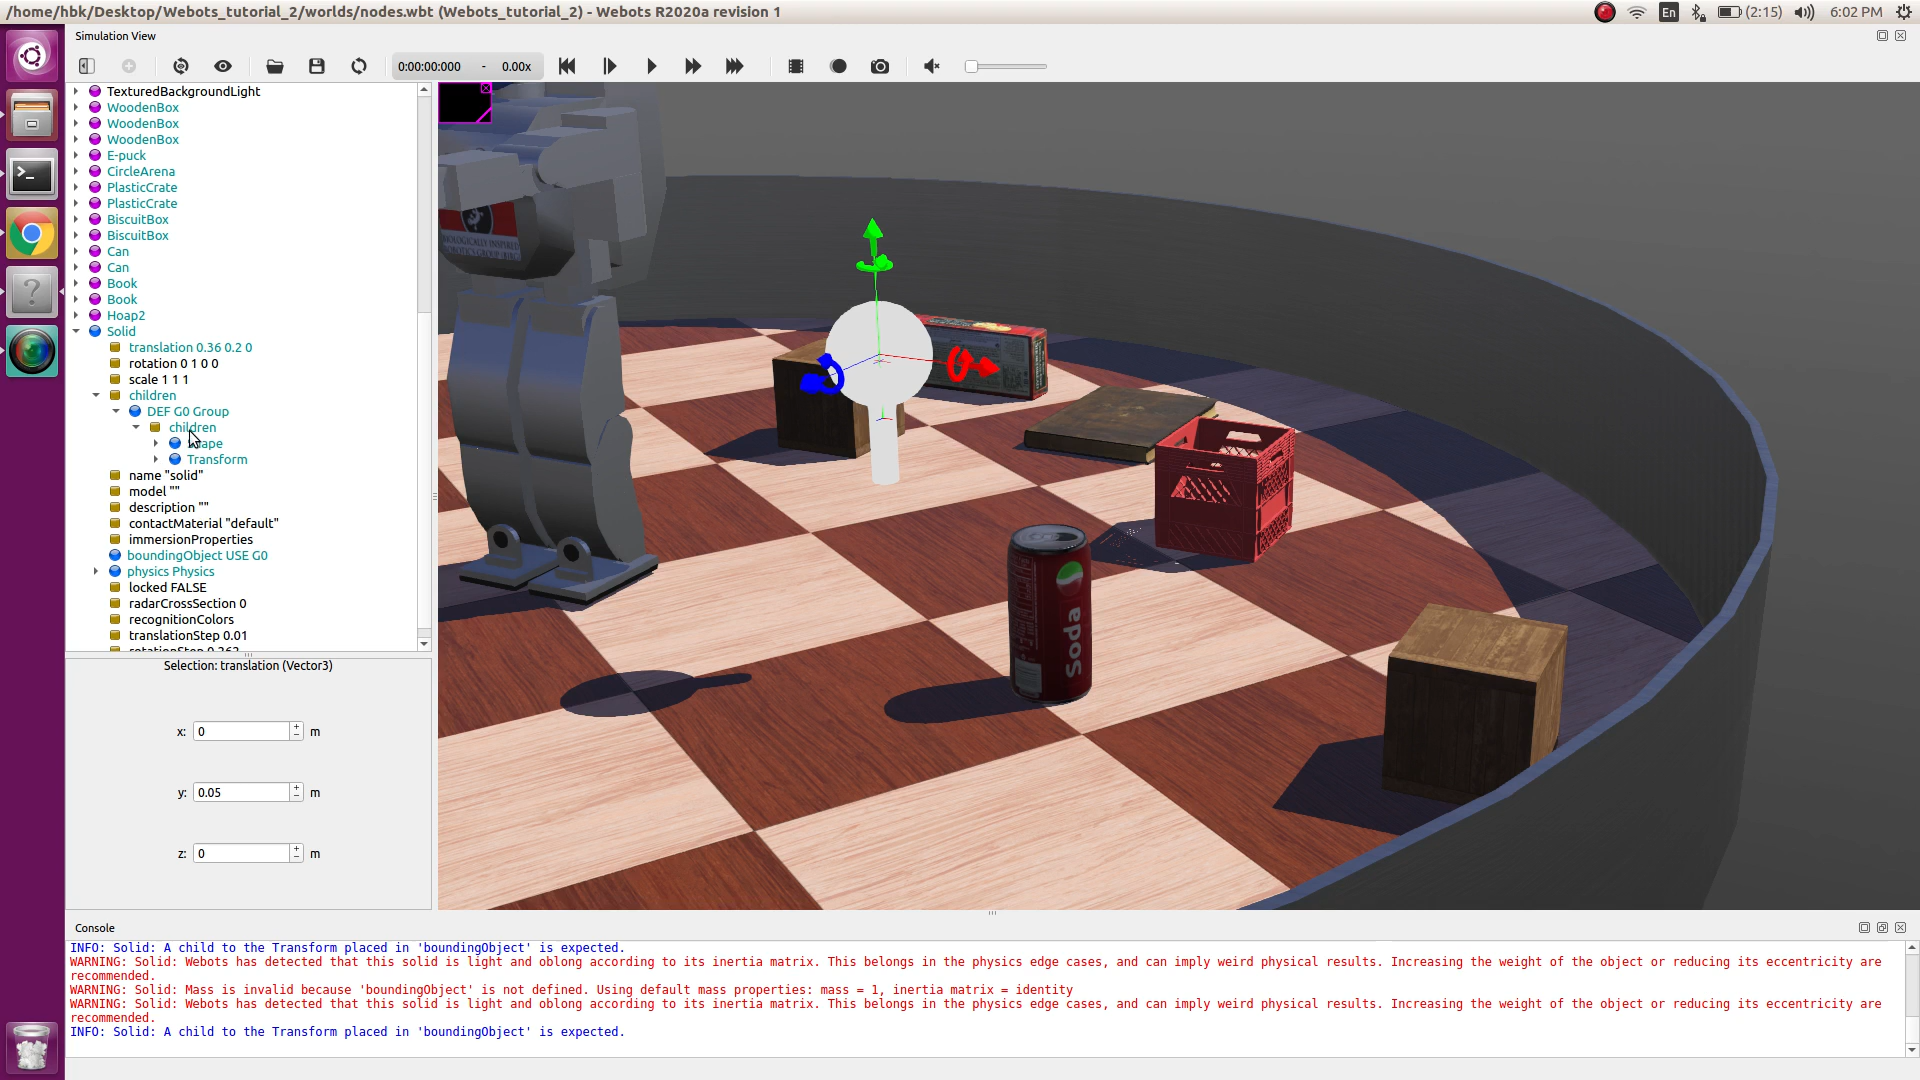 /home/hbk/Desktop/Webots_tutorial_2/worlds/nodes.wbt (Webots_tutorial_2) - Webots R2020a revision 1
En
(2:15)
6:02 PM
Simulation View
0:00:00:000 - 0.00x
TexturedBackgroundLight
WoodenBox
WoodenBox
WoodenBox
E-puck
CircleArena
PlasticCrate
PlasticCrate
BiscuitBox
BiscuitBox
Can
Can
Book
Book
Hoap2
Solid
translation 0.36 0.2 0
rotation 0 1 0 0
scale 1 1 1
children
DEF G0 Group
children
Transform
name "solid"
model ""
description ""
contactMaterial "default"
immersionProperties
boundingObject USE G0
physics Physics
locked FALSE
radarCrossSection 0
recognitionColors
translationStep 0.01
Selection: translation (Vector3)
x: 0 m
y: 0.05 m
z: 0 m
BIOLOGICALLY INSPIRED
soda
Console
INFO: Solid: A child to the Transform placed in 'boundingObject' is expected.
WARNING: Solid: Webots has detected that this solid is light and oblong according to its inertia matrix. This belongs in the physics edge cases, and can imply weird physical results. Increasing the weight of the object or reducing its eccentricity are
recommended.
WARNING: Solid: Mass is invalid because 'boundingObject' is not defined. Using default mass properties: mass = 1, inertia matrix = identity
WARNING: Solid: Webots has detected that this solid is light and oblong according to its inertia matrix. This belongs in the physics edge cases, and can imply weird physical results. Increasing the weight of the object or reducing its eccentricity are
recommended.
INFO: Solid: A child to the Transform placed in 'boundingObject' is expected.